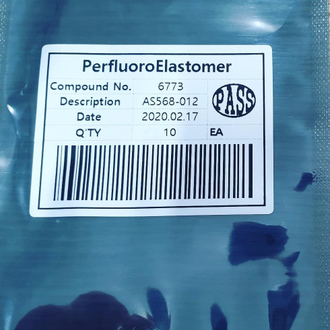 PerfluoroElastomer
Compound No. 6773
Description AS568-012
Date 2020.02.17
Q'TY 10 EA
PASS